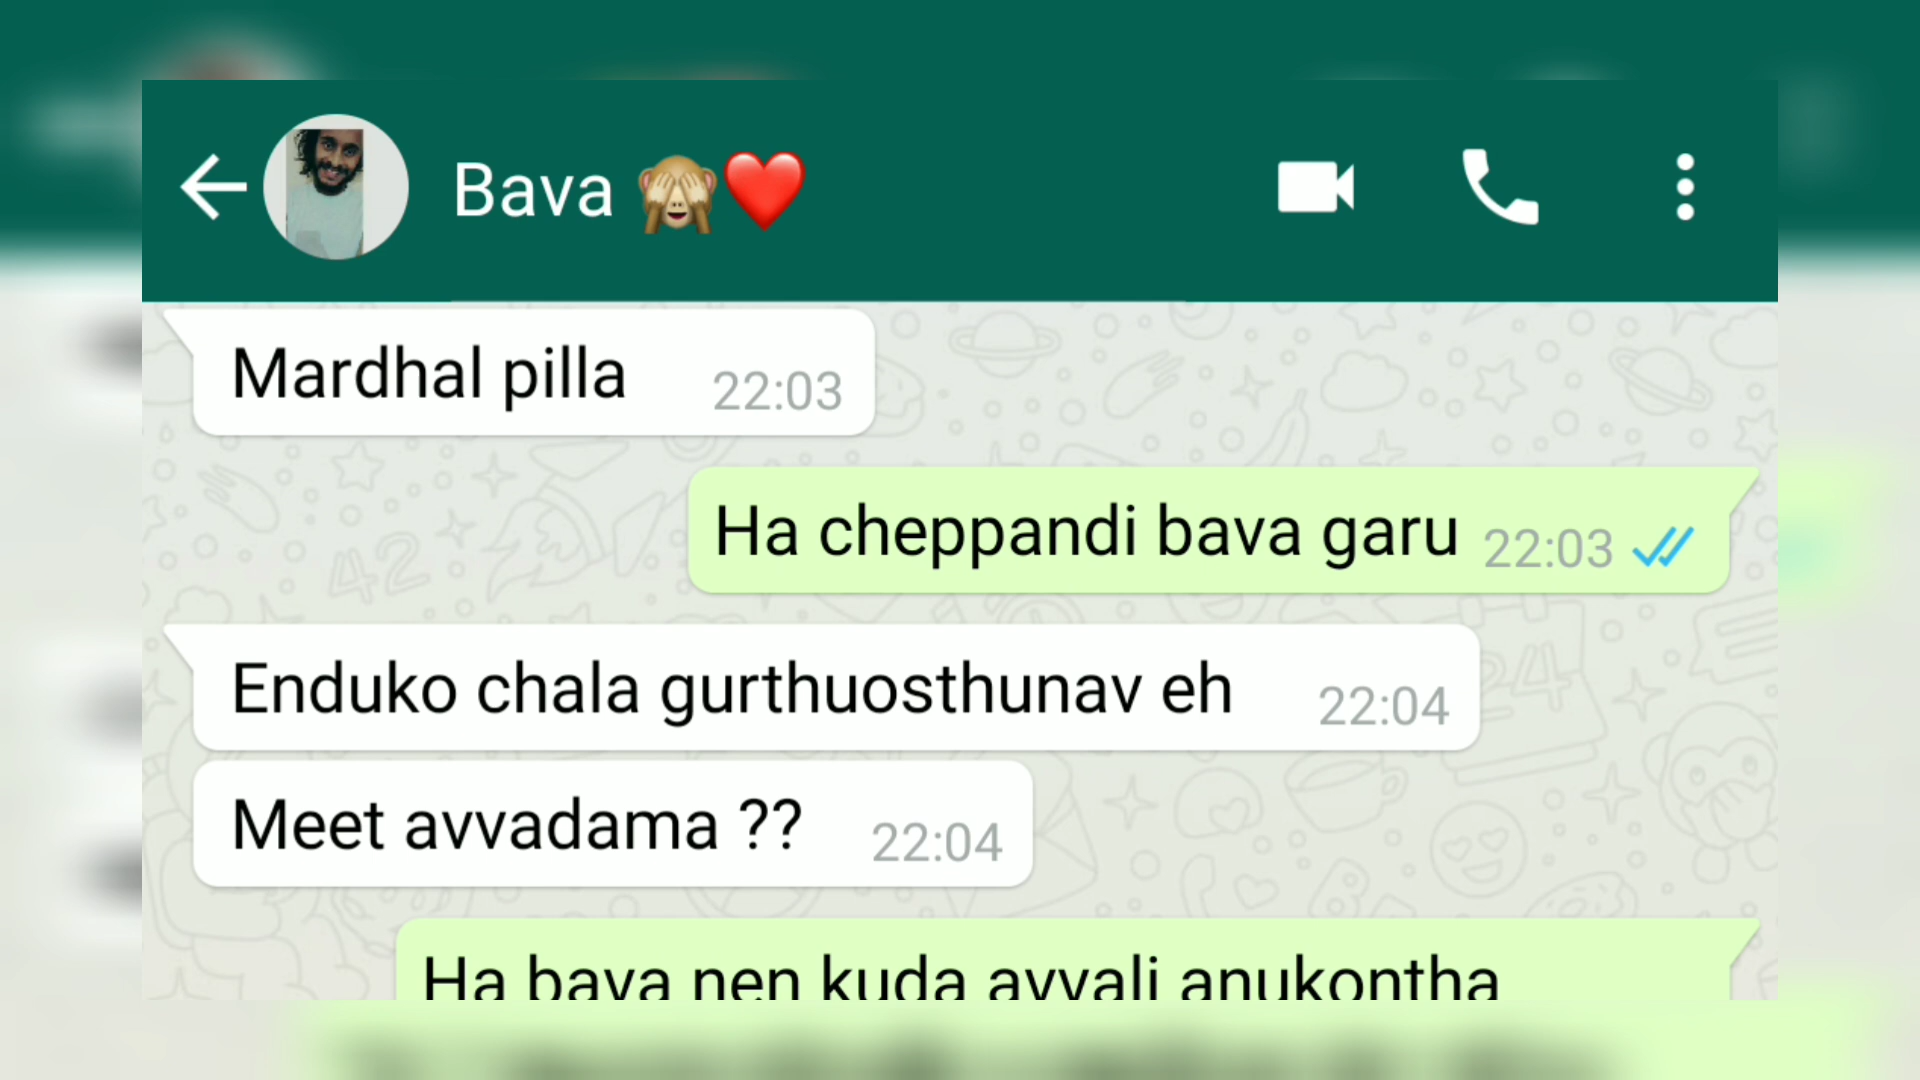 Bava 🙈❤️
Mardhal pilla 22:03
Ha cheppandi bava garu 22:03
Enduko chala gurthuosthunav eh 22:04
Meet avvadama ?? 22:04
Ha bava nen kuda avvali anukontha